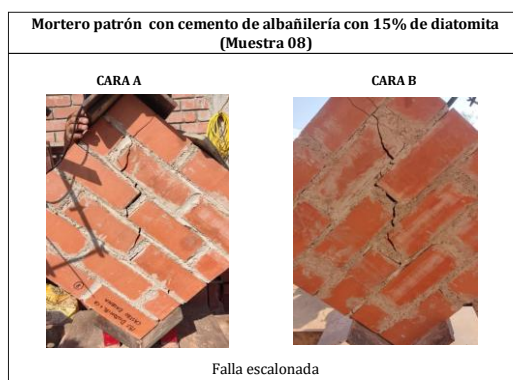 Mortero patrón con cemento de albañilería con 15% de diatomita
(Muestra 08)
CARA A
CARA B
Falla escalonada